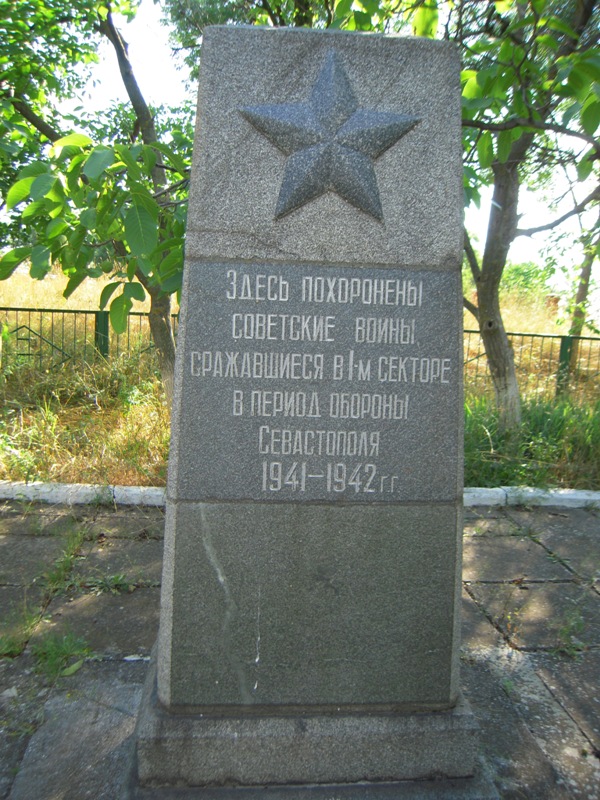 Здесь похоронены
советские воины
сражавшиеся в I-м секторе
в период обороны
Севастополя
1941-1942 г.г